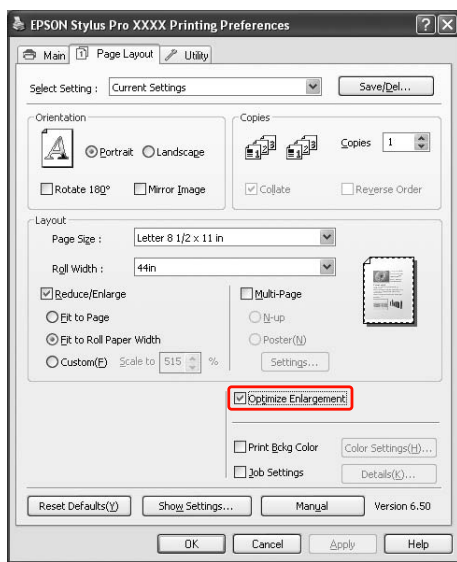 EPSON Stylus Pro XXXX Printing Preferences
Main Page Layout Utility
Select Setting : Current Settings Save/Del...
Orientation
Portrait Landscape
Rotate 180° Mirror Image
Copies
Copies 1
Collate Reverse Order
Layout
Page Size : Letter 8 1/2 x 11 in
Roll Width : 44in
Reduce/Enlarge
Fit to Page
Fit to Roll Paper Width
Custom(F) Scale to 515 %
Multi-Page
N-up
Poster(N)
Settings...
Optimize Enlargement
Print Bckg Color Color Settings(H)...
Job Settings Details(K)...
Reset Defaults(Y) Show Settings... Manual Version 6.50
OK Cancel Apply Help